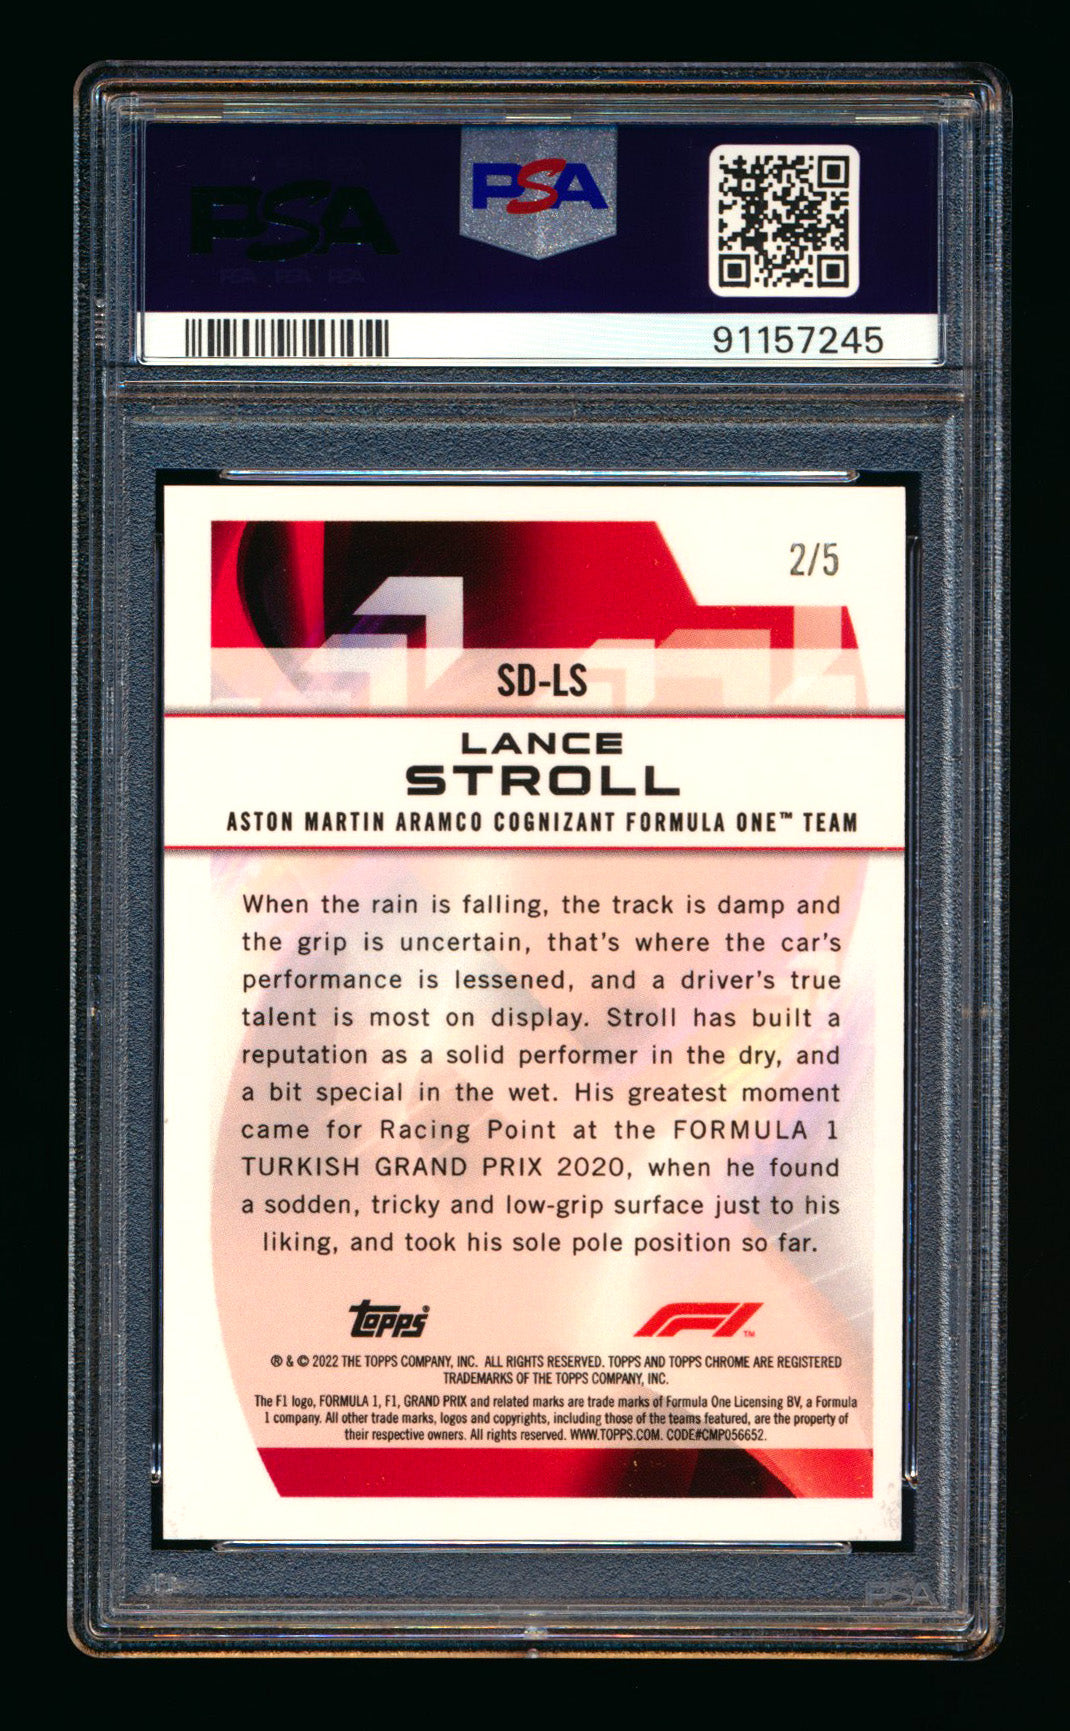 PSA
PSA
91157245
2/5
SD-LS
LANCE
STROLL
ASTON MARTIN ARAMCO COGNIZANT FORMULA ONE™ TEAM
When the rain is falling, the track is damp and
the grip is uncertain, that's where the car's
performance is lessened, and a driver's true
talent is most on display. Stroll has built a
reputation as a solid performer in the dry, and
a bit special in the wet. His greatest moment
came for Racing Point at the FORMULA 1
TURKISH GRAND PRIX 2020, when he found
a sodden, tricky and low-grip surface just to his
liking, and took his sole pole position so far.
topps® F1™
® & © 2022 THE TOPPS COMPANY, INC. ALL RIGHTS RESERVED. TOPPS AND TOPPS CHROME ARE REGISTERED
TRADEMARKS OF THE TOPPS COMPANY, INC.
The F1 logo, FORMULA 1, F1, GRAND PRIX and related marks are trade marks of Formula One Licensing BV, a Formula
1 company. All other trade marks, logos and copyrights, including those of the teams featured, are the property of
their respective owners. All rights reserved. WWW.TOPPS.COM. CODE#CMP056652.
PSA